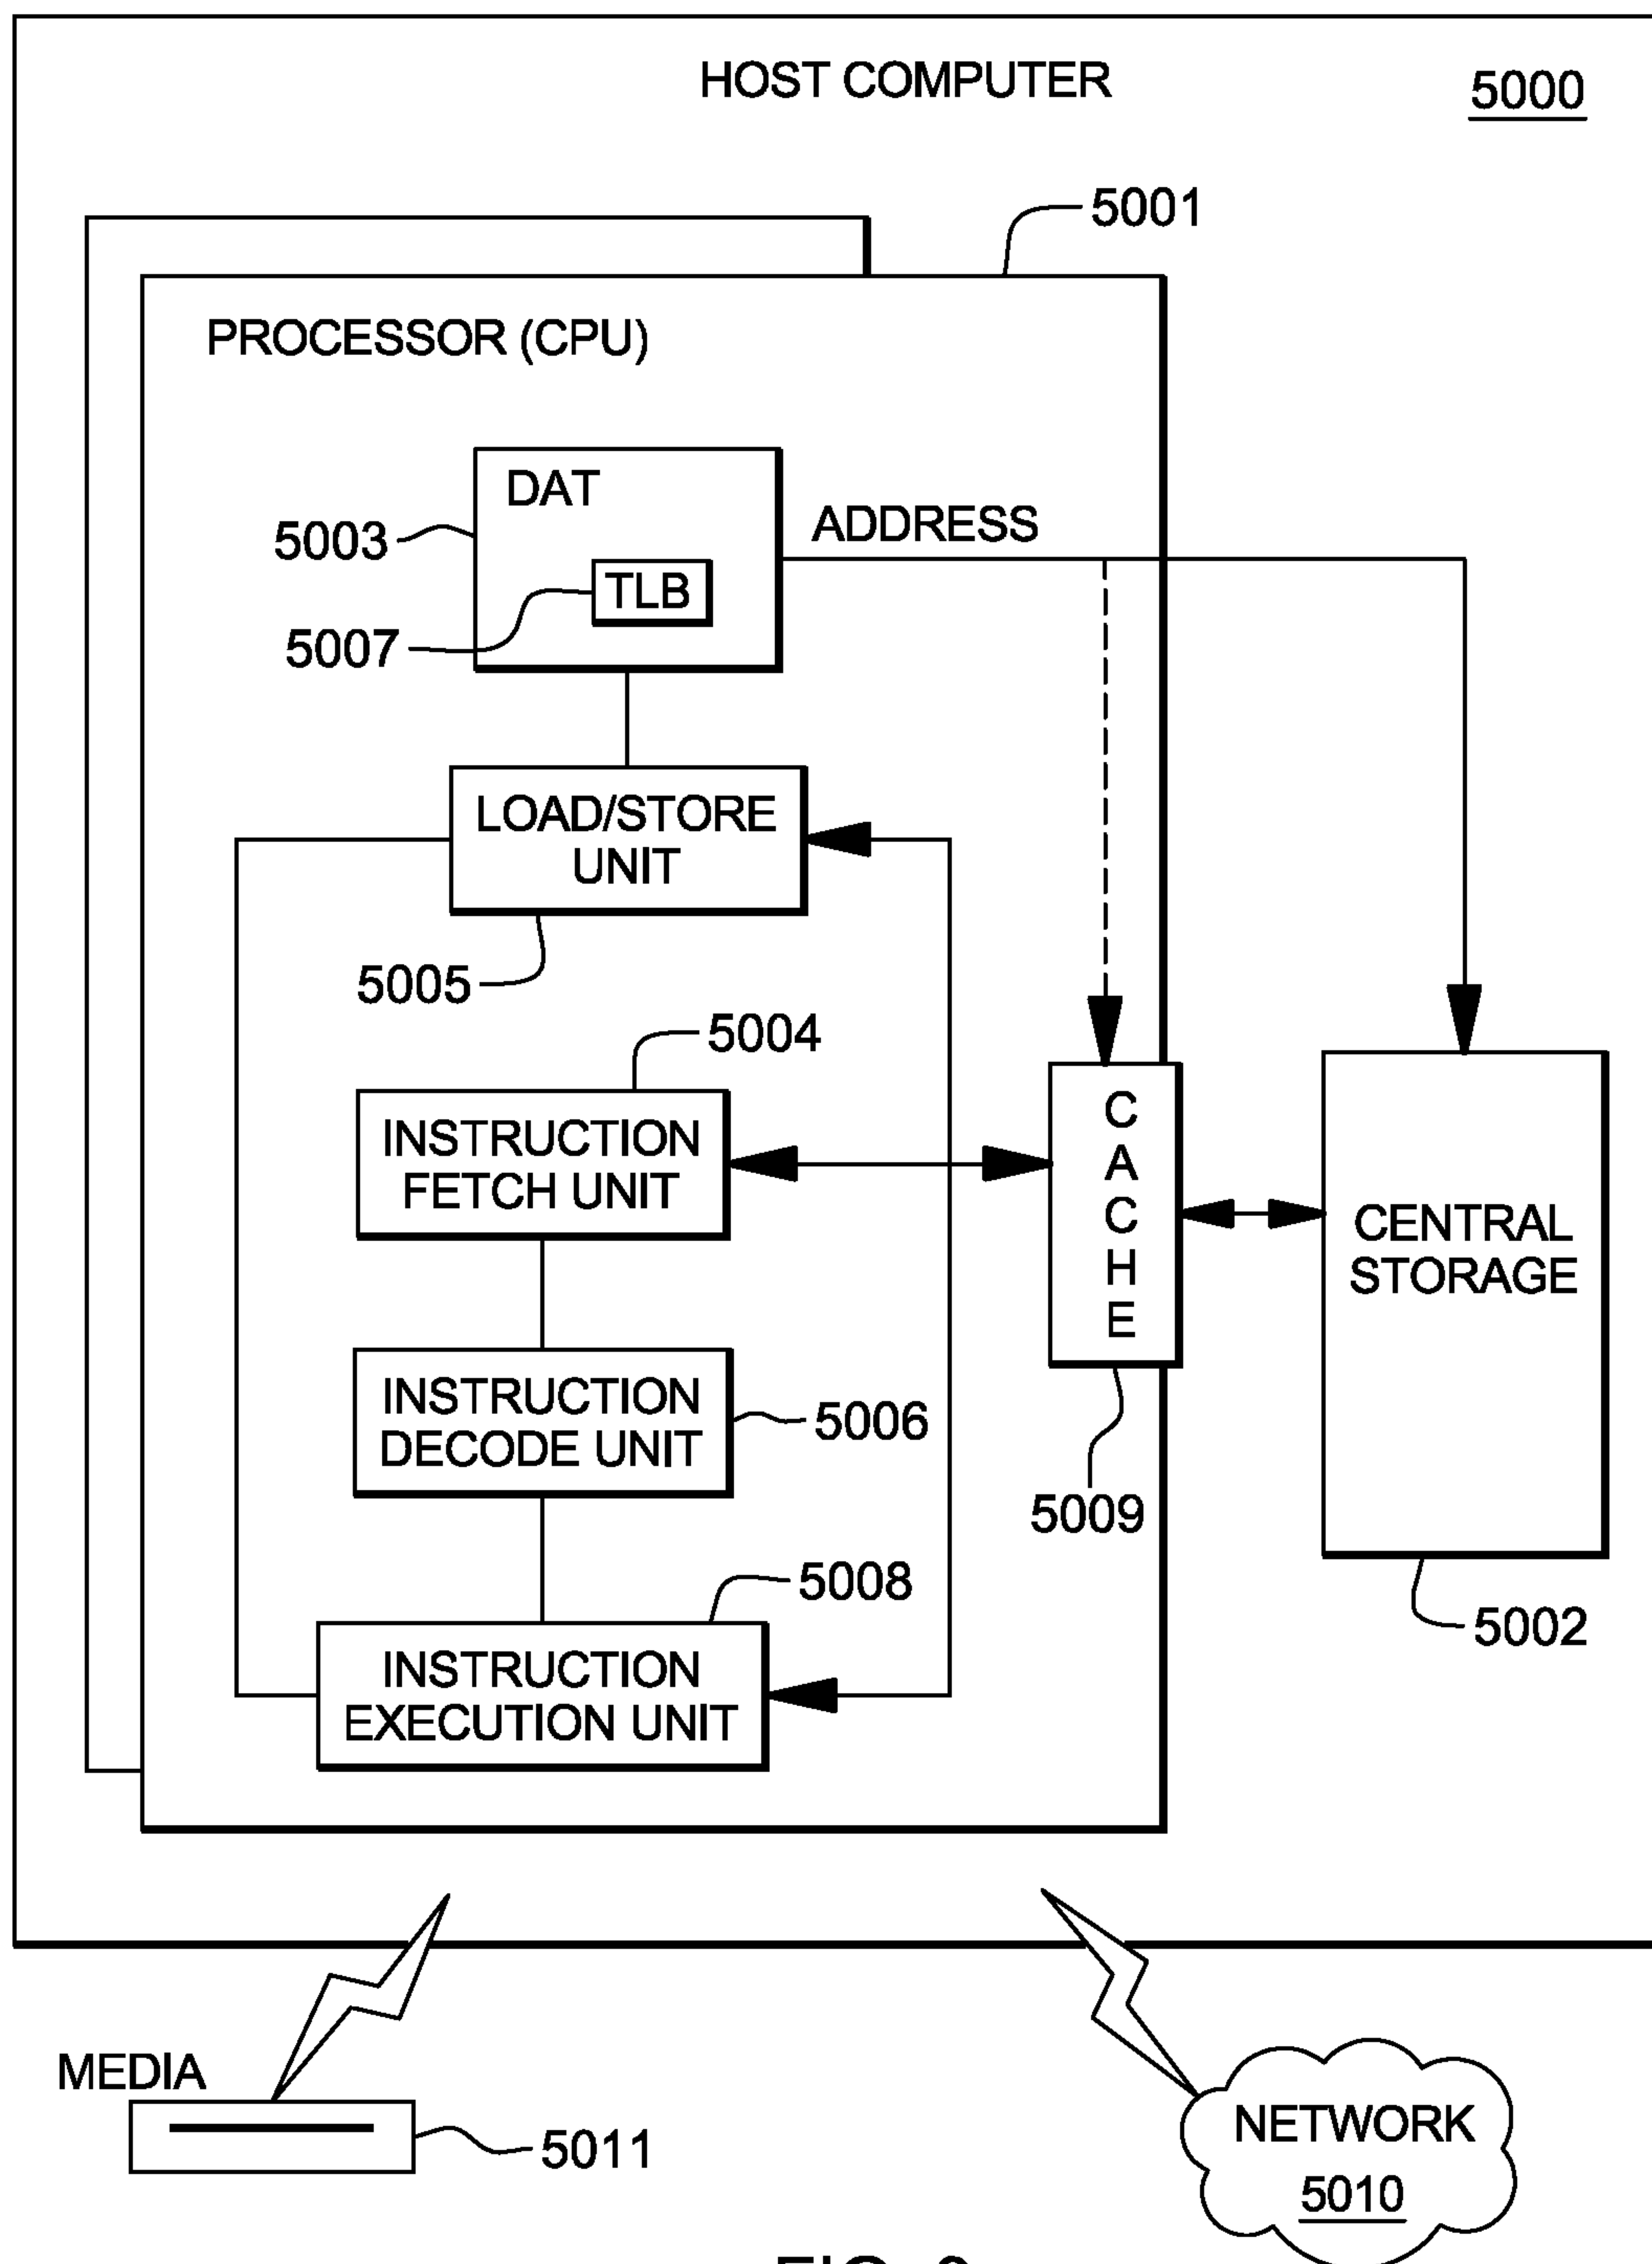 HOST COMPUTER
5000
5001
PROCESSOR (CPU)
DAT
5003
ADDRESS
TLB
5007
LOAD/STORE
UNIT
5005
5004
INSTRUCTION
FETCH UNIT
CACHE
CENTRAL
STORAGE
INSTRUCTION
DECODE UNIT
5006
5009
5008
5002
INSTRUCTION
EXECUTION UNIT
MEDIA
5011
NETWORK
5010